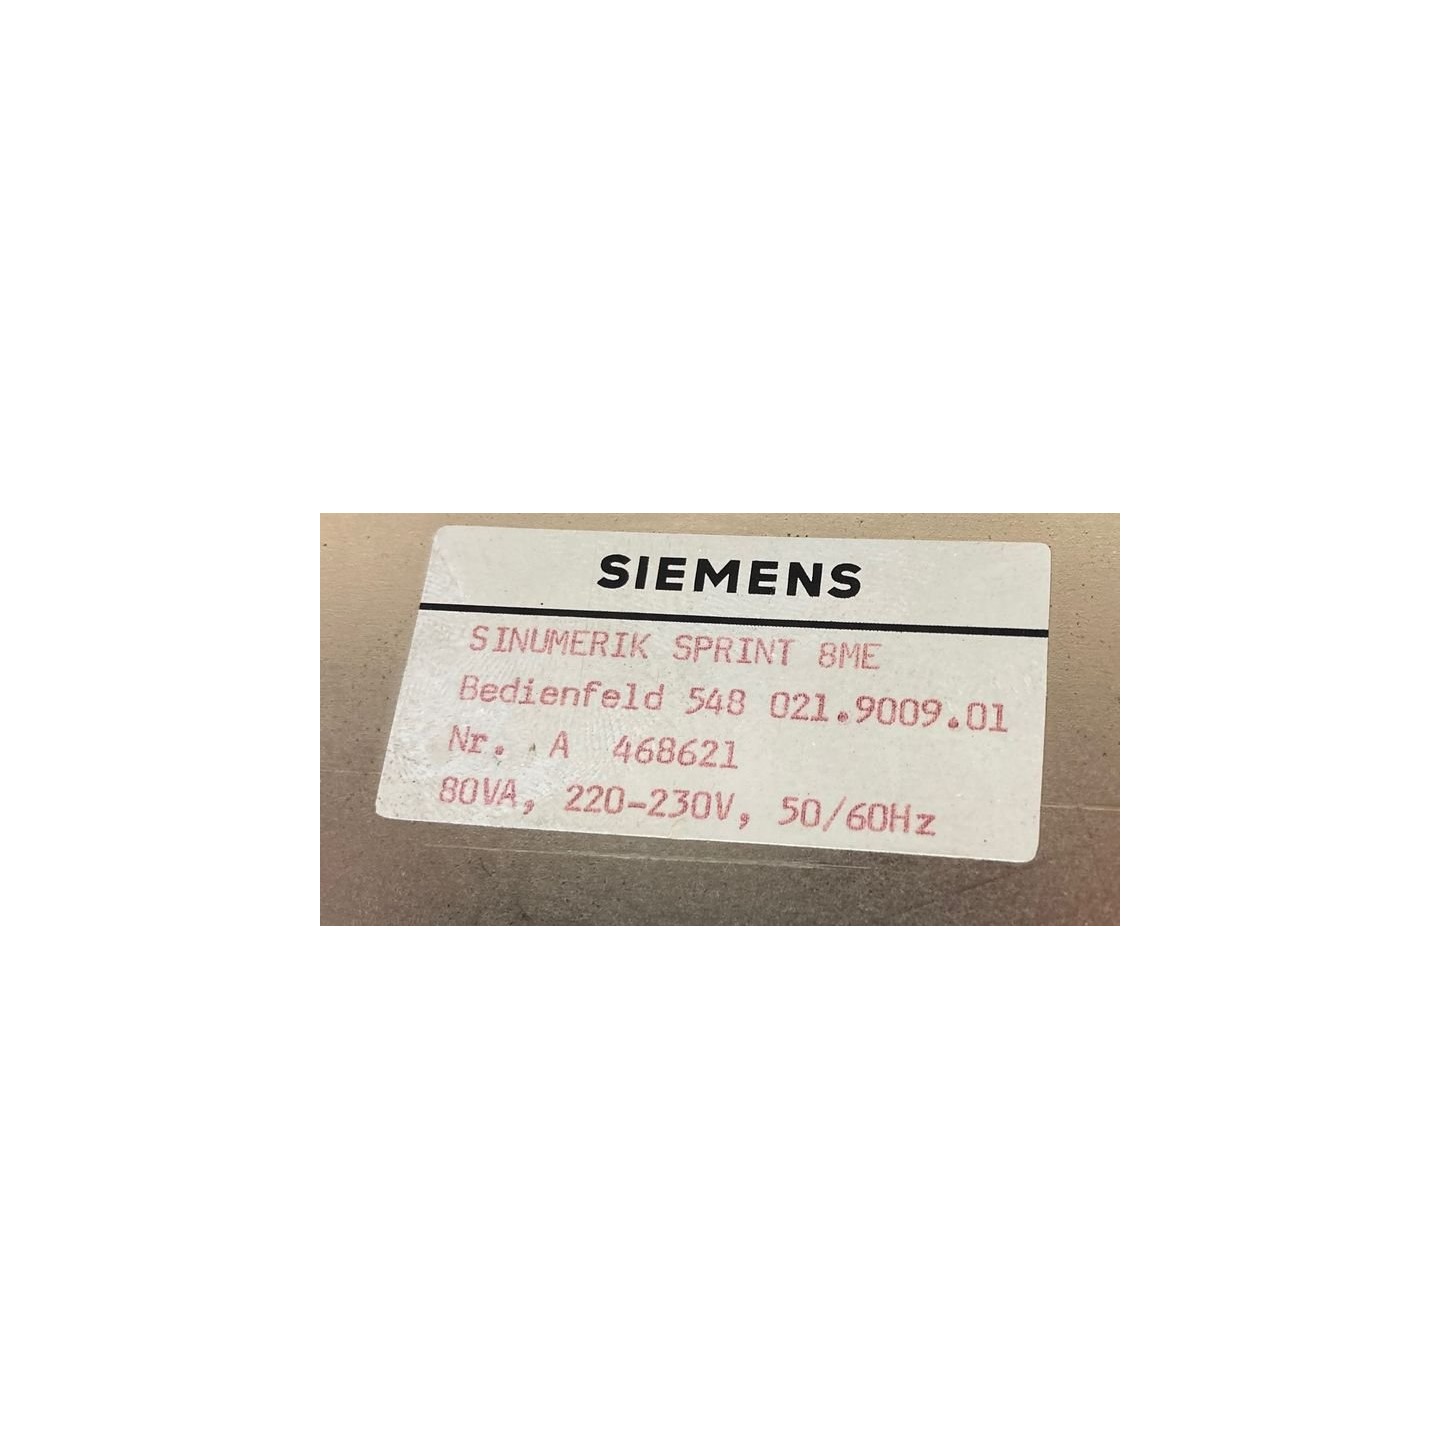 SIEMENS
SINUMERIK SPRINT 8ME
Bedienfeld 548 021.9009.01
Nr. A 468621
80VA, 220-230V, 50/60Hz